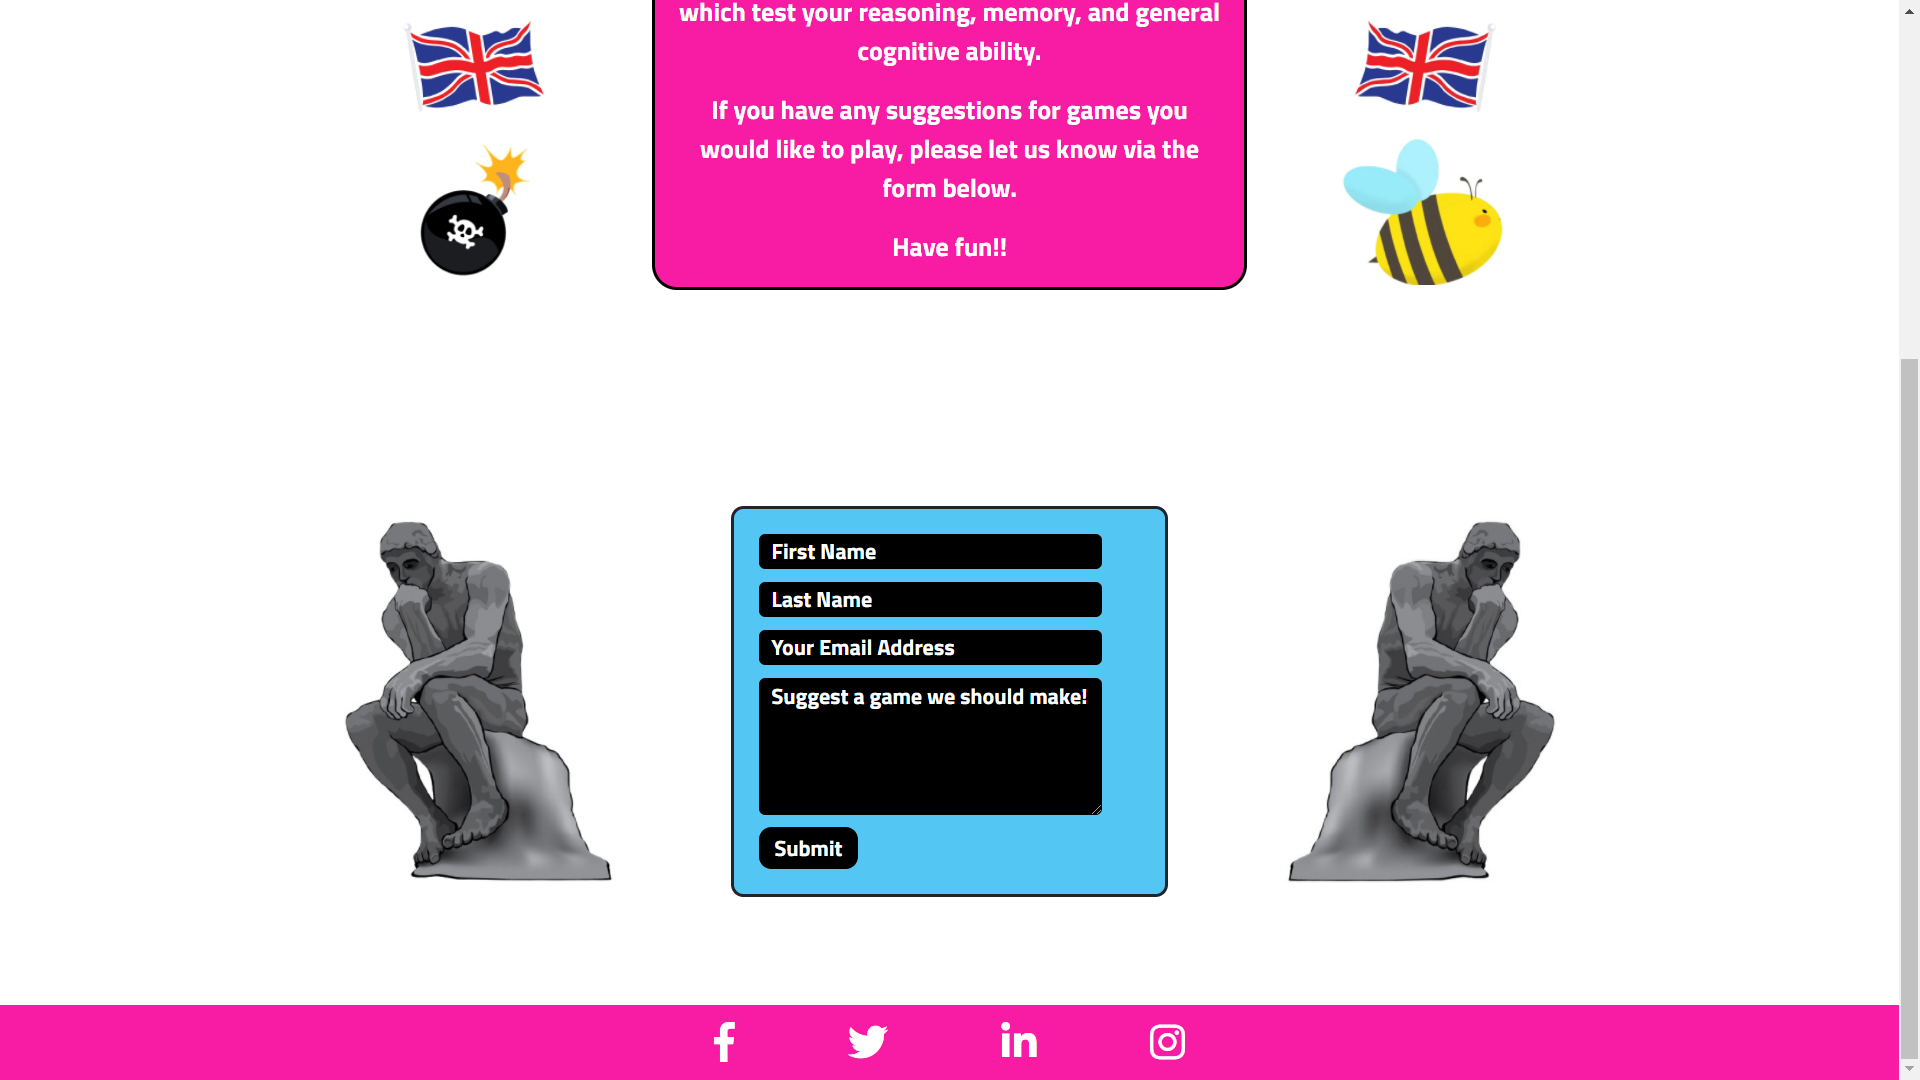 which test your reasoning, memory, and general
cognitive ability.
If you have any suggestions for games you
would like to play, please let us know via the
form below.
Have fun!!
First Name
Last Name
Your Email Address
Suggest a game we should make!
Submit